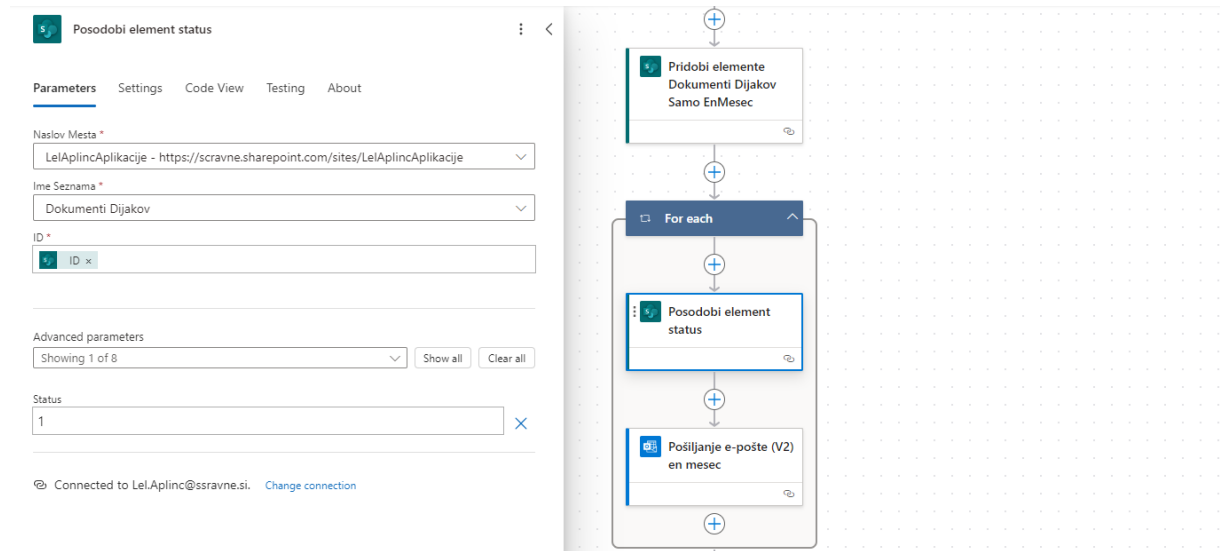 Posodobi element status
Parameters
Settings
Code View
Testing
About
Naslov Mesta *
LelAplincAplikacije - https://scravne.sharepoint.com/sites/LelAplincAplikacije
Ime Seznama *
Dokumenti Dijakov
ID *
ID ×
Advanced parameters
Showing 1 of 8
Show all
Clear all
Status
1
Connected to Lel.Aplinc@ssravne.si.
Change connection
Pridobi elemente
Dokumenti Dijakov
Samo EnMesec
For each
Posodobi element
status
Pošiljanje e-pošte (V2)
en mesec